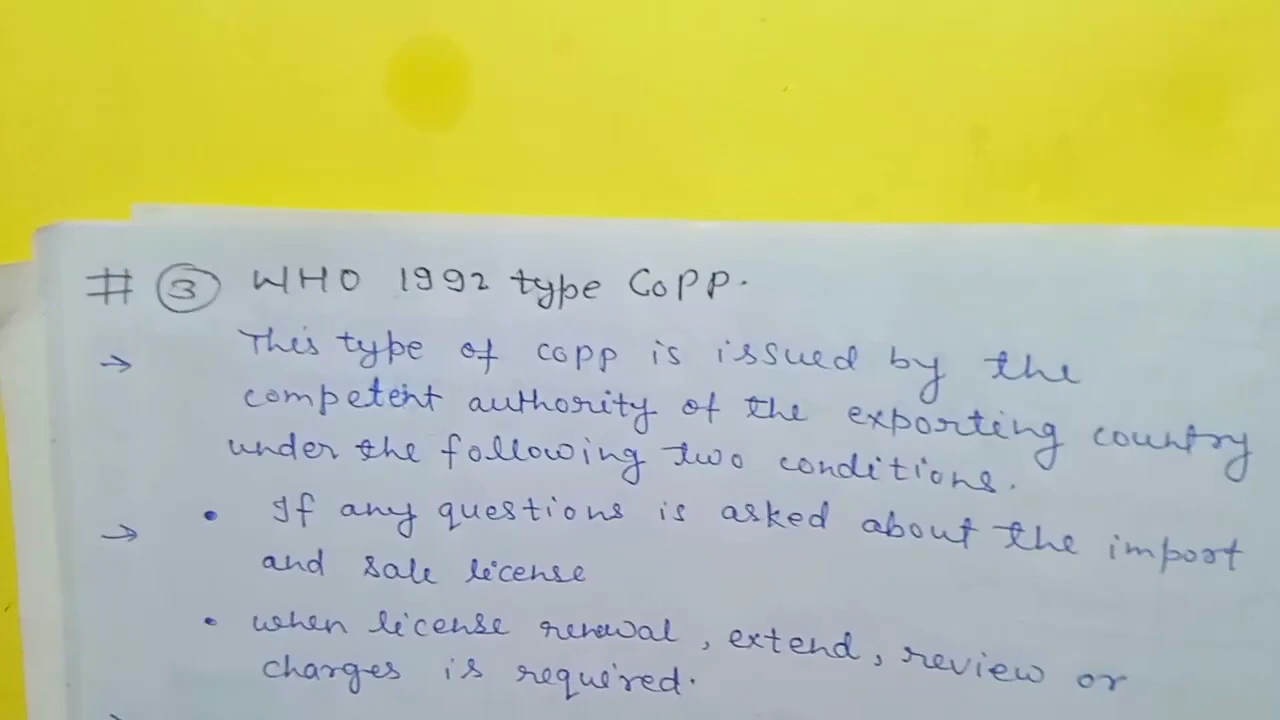 # ③ WHO 1992 type CoPP.
→ This type of copp is issued by the
competent authority of the exporting country
under the following two conditions.
→ • If any questions is asked about the import
and sale license
• when license renewal, extend, review or
charges is required.